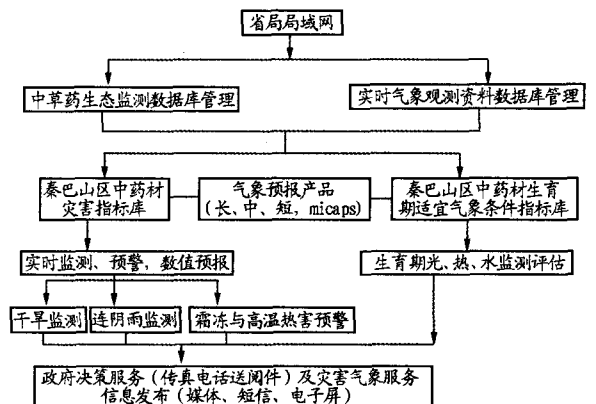 省局局域网
中草药生态监测数据库管理
实时气象观测资料数据库管理
秦巴山区中药材
灾害指标库
气象预报产品
(长、中、短，micaps)
秦巴山区中药材生育
期适宜气象条件指标库
实时监测、预警，数值预报
生育期光、热、水监测评估
干旱监测
连阴雨监测
霜冻与高温热害预警
政府决策服务(传真电话送阅件)及灾害气象服务
信息发布(媒体、短信、电子屏)